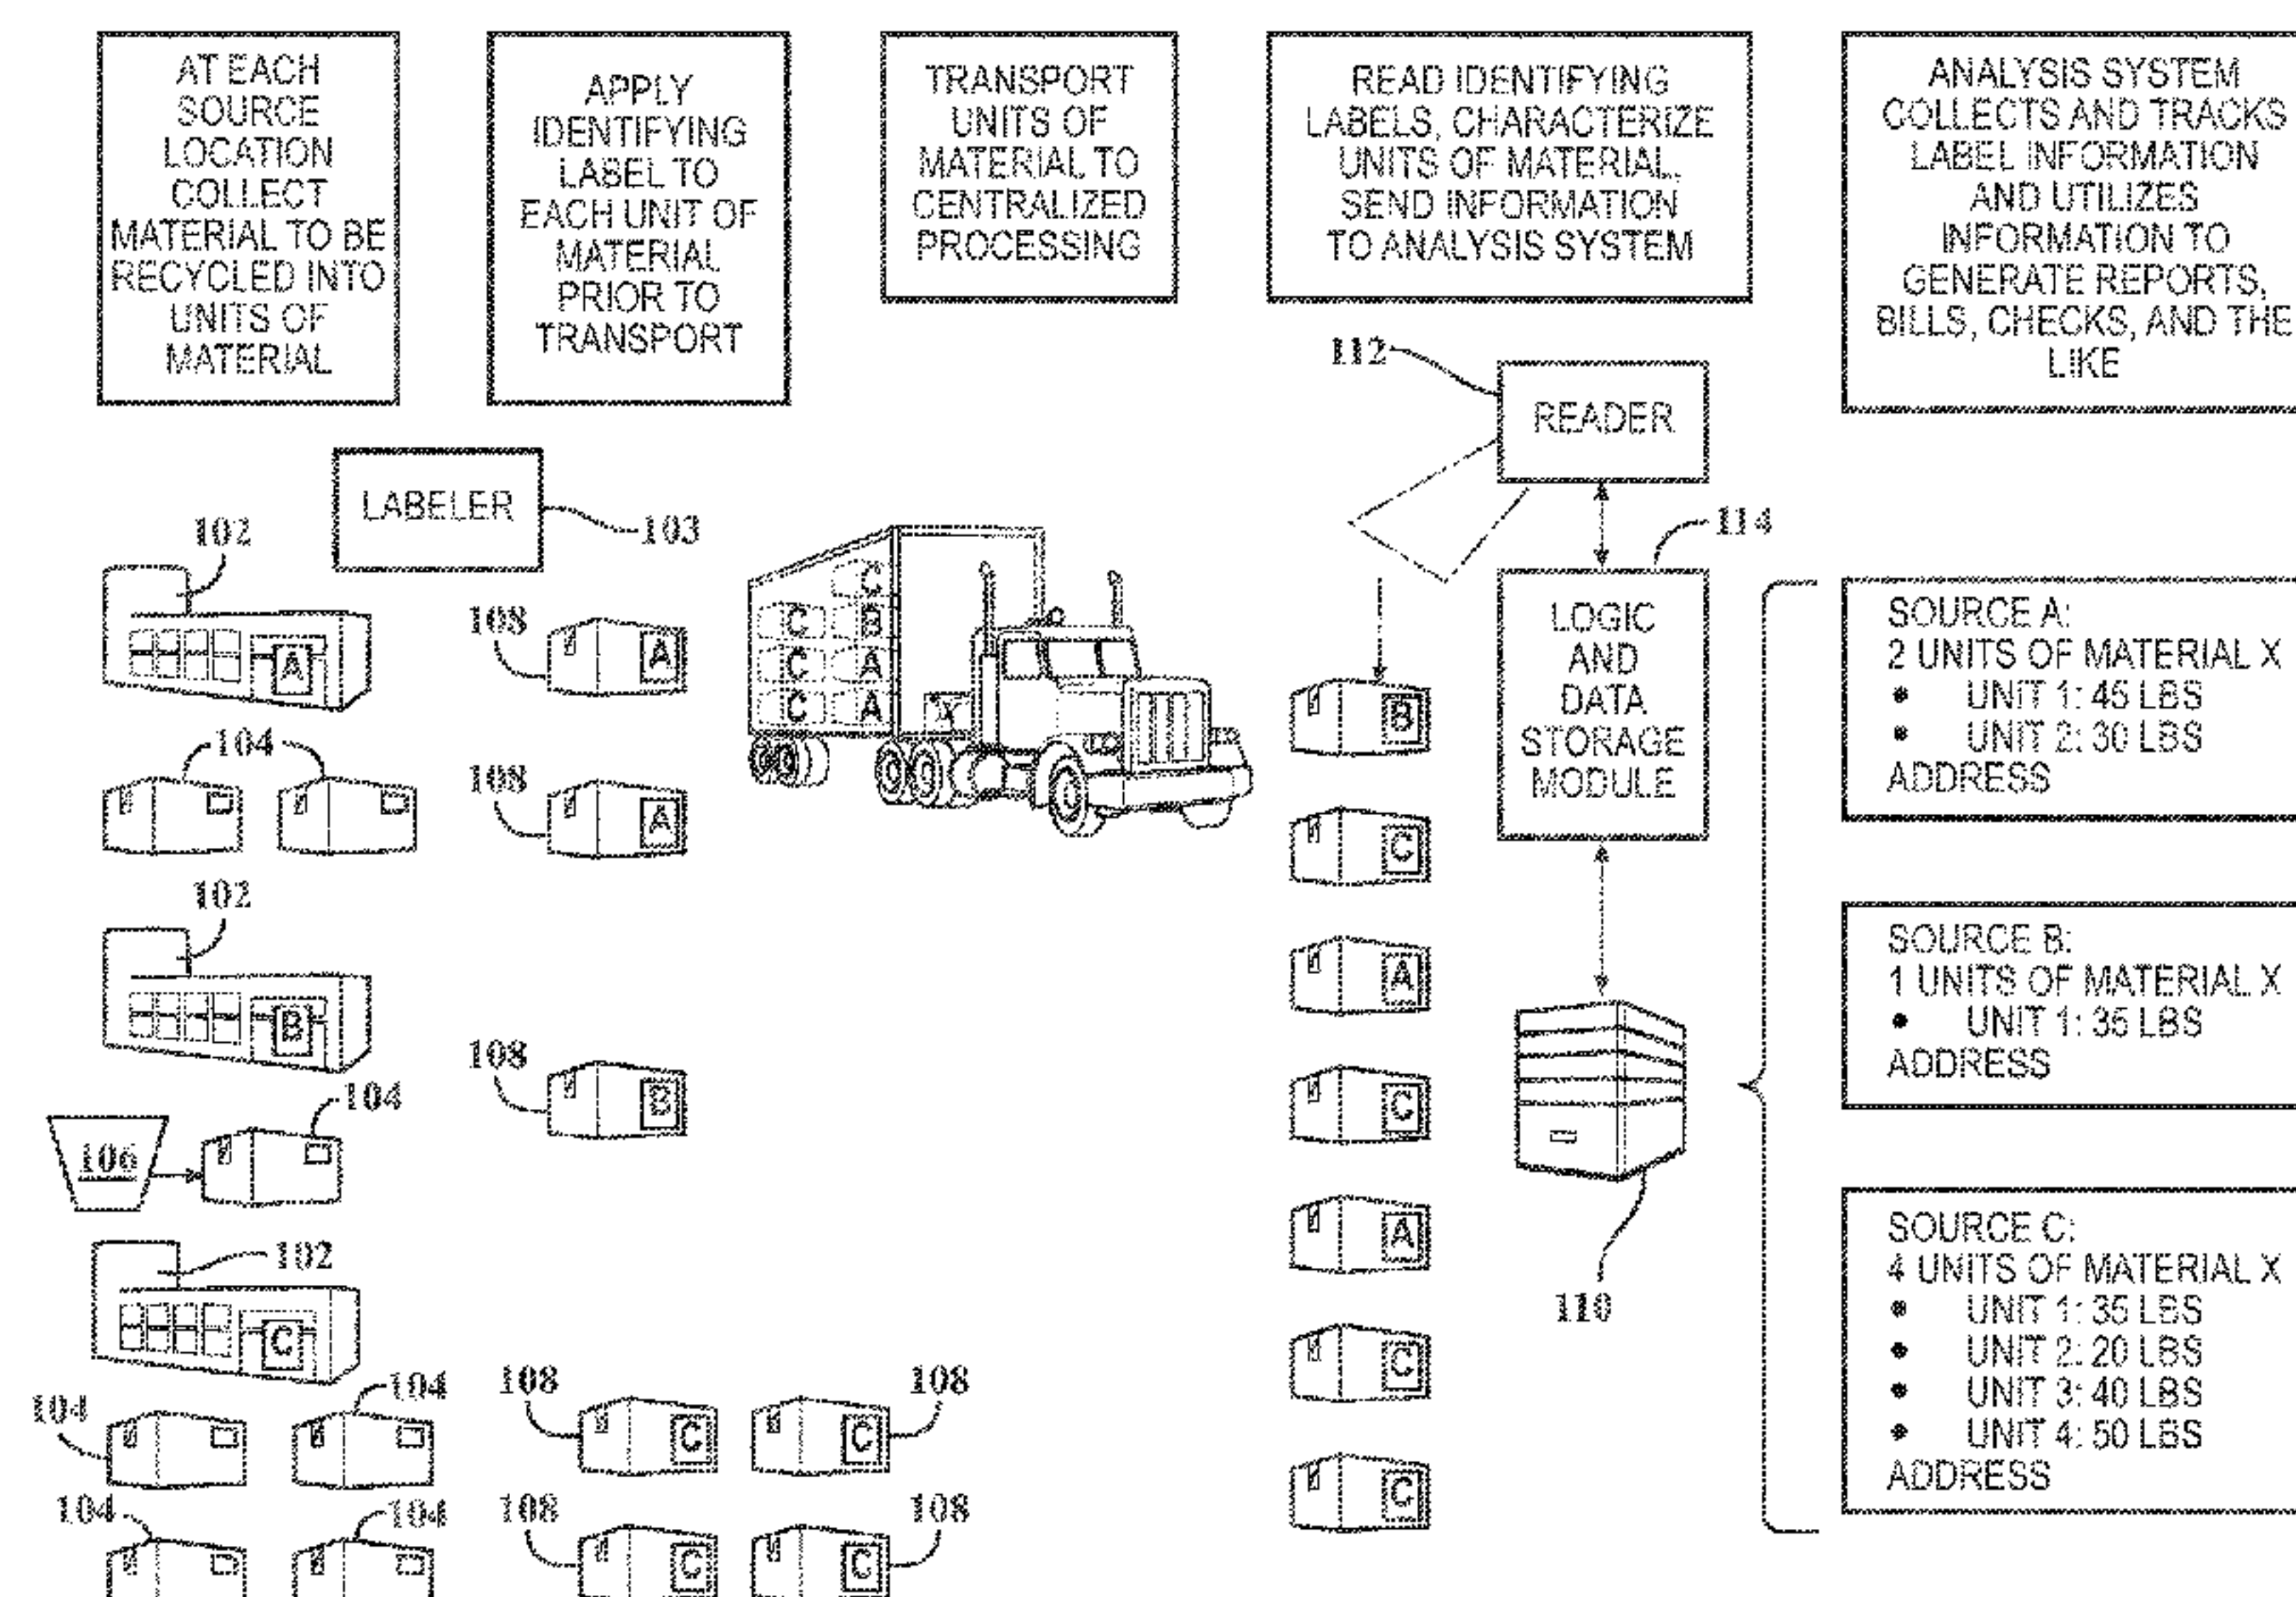 AT EACH
SOURCE
LOCATION
COLLECT
MATERIAL TO BE
RECYCLED INTO
UNITS OF
MATERIAL
APPLY
IDENTIFYING
LABEL TO
EACH UNIT OF
MATERIAL
PRIOR TO
TRANSPORT
TRANSPORT
UNITS OF
MATERIAL TO
CENTRALIZED
PROCESSING
READ IDENTIFYING
LABELS, CHARACTERIZE
UNITS OF MATERIAL,
SEND INFORMATION
TO ANALYSIS SYSTEM
ANALYSIS SYSTEM
COLLECTS AND TRACKS
LABEL INFORMATION
AND UTILIZES
INFORMATION TO
GENERATE REPORTS,
BILLS, CHECKS, AND THE
LIKE
LABELER
103
102
A
104
102
B
106
104
102
C
104
104
104
104
108
A
108
A
108
B
108
C
C
108
108
C
C
108
C
C B
C A
C A
X
112
READER
114
LOGIC
AND
DATA
STORAGE
MODULE
110
B
C
A
C
A
C
C
SOURCE A:
2 UNITS OF MATERIAL X
• UNIT 1: 45 LBS
• UNIT 2: 30 LBS
ADDRESS
SOURCE B:
1 UNITS OF MATERIAL X
• UNIT 1: 35 LBS
ADDRESS
SOURCE C:
4 UNITS OF MATERIAL X
• UNIT 1: 35 LBS
• UNIT 2: 20 LBS
• UNIT 3: 40 LBS
• UNIT 4: 50 LBS
ADDRESS